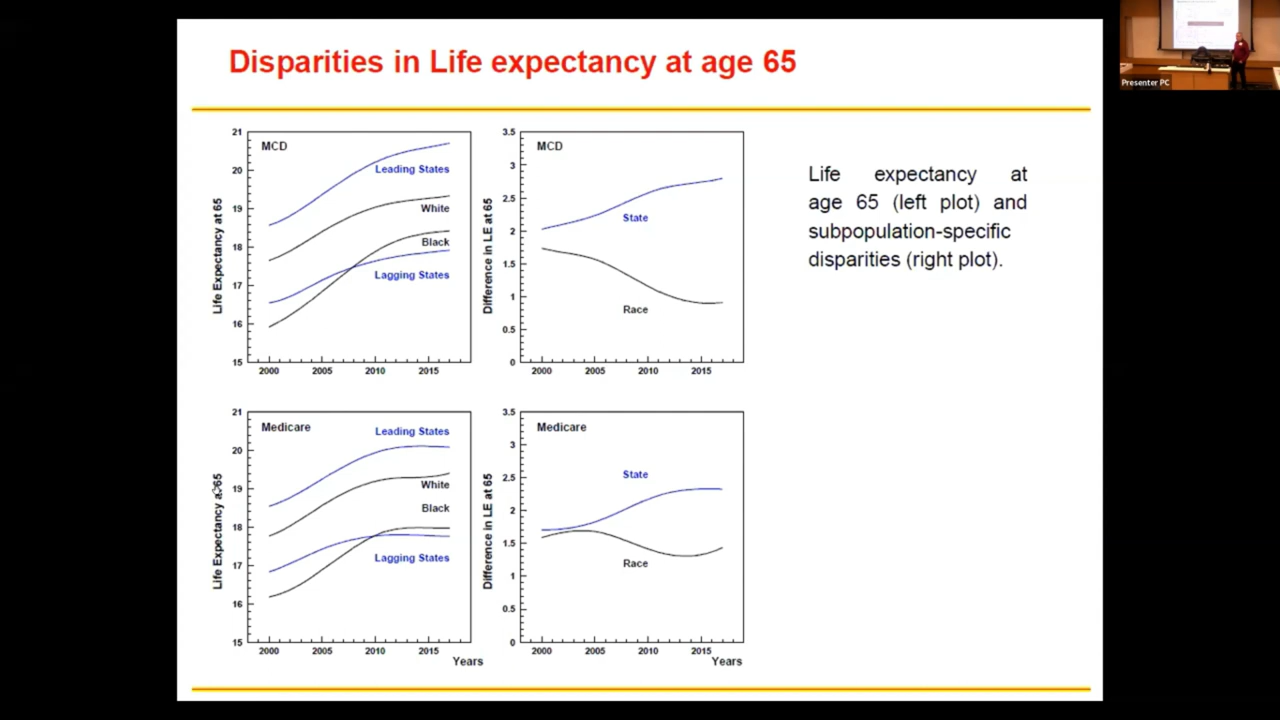 Disparities in Life expectancy at age 65
Presenter PC
MCD
Leading States
White
Black
Lagging States
Life Expectancy at 65
21
20
19
18
17
16
15
2000 2005 2010 2015
MCD
State
Race
Difference in LE at 65
3.5
3
2.5
2
1.5
1
0.5
0
2000 2005 2010 2015
Life expectancy at
age 65 (left plot) and
subpopulation-specific
disparities (right plot).
Medicare
Leading States
White
Black
Lagging States
Life Expectancy at 65
21
20
19
18
17
16
15
2000 2005 2010 2015
Years
Medicare
State
Race
Difference in LE at 65
3.5
3
2.5
2
1.5
1
0.5
0
2000 2005 2010 2015
Years